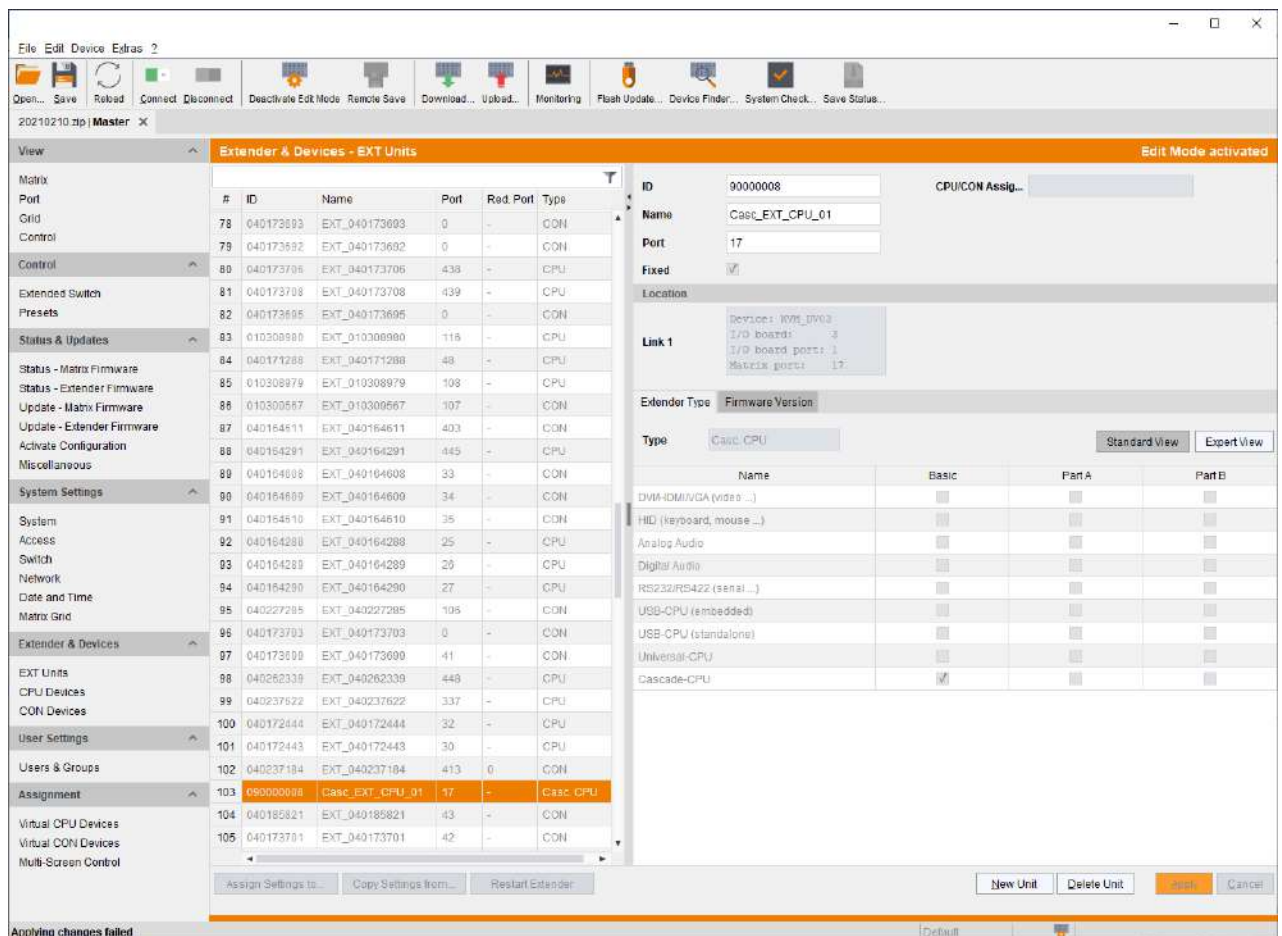 File Edit Device Extras ?
Open... Save Reload Connect Disconnect Deactivate Edit Mode Remote Save Download... Upload... Monitoring Flash Update... Device Finder... System Check... Save Status...
20210210.zip | Master
View
Matrix
Port
Grid
Control
Control
Extended Switch
Presets
Status & Updates
Status - Matrix Firmware
Status - Extender Firmware
Update - Matrix Firmware
Update - Extender Firmware
Activate Configuration
Miscellaneous
System Settings
System
Access
Switch
Network
Date and Time
Matrix Grid
Extender & Devices
EXT Units
CPU Devices
CON Devices
User Settings
Users & Groups
Assignment
Virtual CPU Devices
Virtual CON Devices
Multi-Screen Control
Extender & Devices - EXT Units
Edit Mode activated
# ID Name Port Red. Port Type
78 040173693 EXT_040173693 0 - CON
79 040173692 EXT_040173692 0 - CON
80 040173706 EXT_040173706 438 - CPU
81 040173708 EXT_040173708 439 - CPU
82 040173695 EXT_040173695 0 - CON
83 010308980 EXT_010308980 116 - CPU
84 040171288 EXT_040171288 48 - CPU
85 010308979 EXT_010308979 108 - CPU
86 010309567 EXT_010309567 107 - CON
87 040164611 EXT_040164611 403 - CON
88 040164291 EXT_040164291 445 - CPU
89 040164608 EXT_040164608 33 - CON
90 040164609 EXT_040164609 34 - CON
91 040164610 EXT_040164610 35 - CON
92 040164288 EXT_040164288 25 - CPU
93 040164289 EXT_040164289 26 - CPU
94 040164290 EXT_040164290 27 - CPU
95 040227285 EXT_040227285 106 - CON
96 040173703 EXT_040173703 0 - CON
97 040173699 EXT_040173699 41 - CON
98 040262339 EXT_040262339 448 - CPU
99 040237622 EXT_040237622 337 - CPU
100 040172444 EXT_040172444 32 - CPU
101 040172443 EXT_040172443 30 - CPU
102 040237184 EXT_040237184 413 0 CON
103 090000008 Casc_EXT_CPU_01 17 - Casc. CPU
104 040185821 EXT_040185821 43 - CON
105 040173701 EXT_040173701 42 - CON
Assign Settings to... Copy Settings from... Restart Extender
ID 90000008 CPU/CON Assig...
Name Casc_EXT_CPU_01
Port 17
Fixed
Location
Link 1
Device: KVM_DV02
I/O board: 3
I/O board port: 1
Matrix port: 17
Extender Type Firmware Version
Type Casc. CPU Standard View Expert View
Name Basic Part A Part B
DVI/HDMI/VGA (video ...)
HID (keyboard, mouse ...)
Analog Audio
Digital Audio
RS232/RS422 (serial ...)
USB-CPU (embedded)
USB-CPU (standalone)
Universal-CPU
Cascade-CPU
New Unit Delete Unit Apply Cancel
Applying changes failed
Default